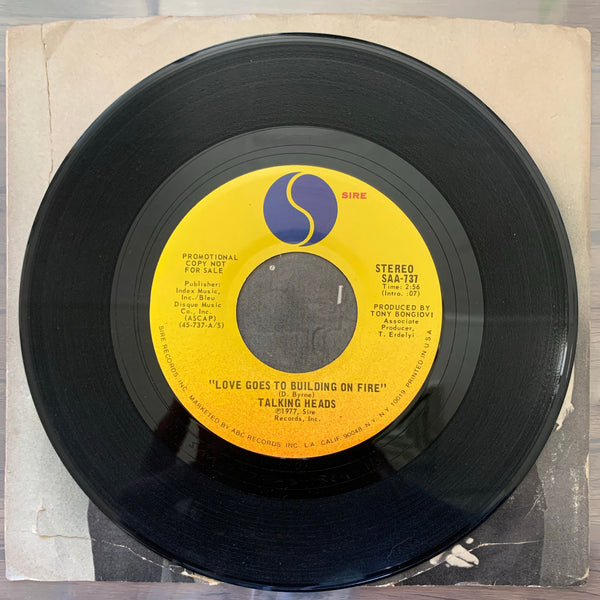 SIRE
PROMOTIONAL
COPY NOT
FOR SALE
Publisher:
Index Music,
Inc./Bleu
Disque Music
Co., Inc.
(ASCAP)
(45-737-A/S)
STEREO
SAA-737
Time: 2:56
(Intro. :07)
PRODUCED BY
TONY BONGIOVI
Associate
Producer,
T. Erdelyi
"LOVE GOES TO BUILDING ON FIRE"
(D. Byrne)
TALKING HEADS
℗1977, Sire
Records, Inc.
SIRE RECORDS INC. MARKETED BY ABC RECORDS, INC. L.A. CALIF. 90048 - N.Y. N.Y. 10019 PRINTED IN U.S.A.